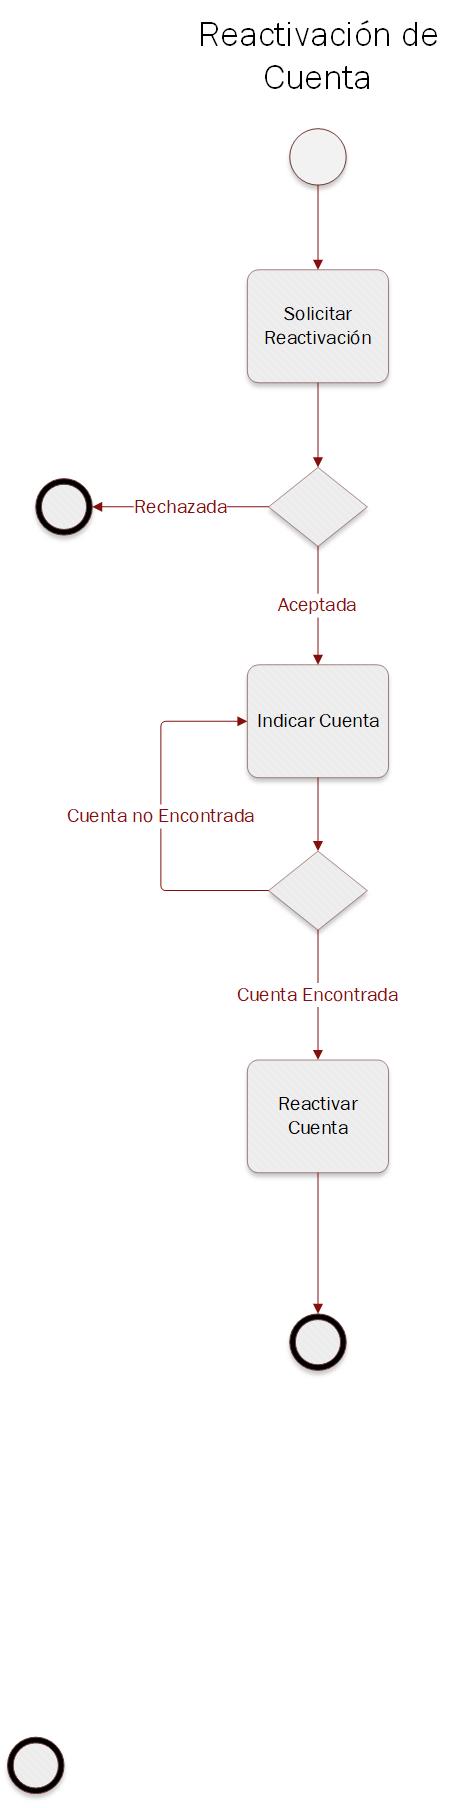 Reactivación de
Cuenta
Solicitar
Reactivación
Rechazada
Aceptada
Indicar Cuenta
Cuenta no Encontrada
Cuenta Encontrada
Reactivar
Cuenta